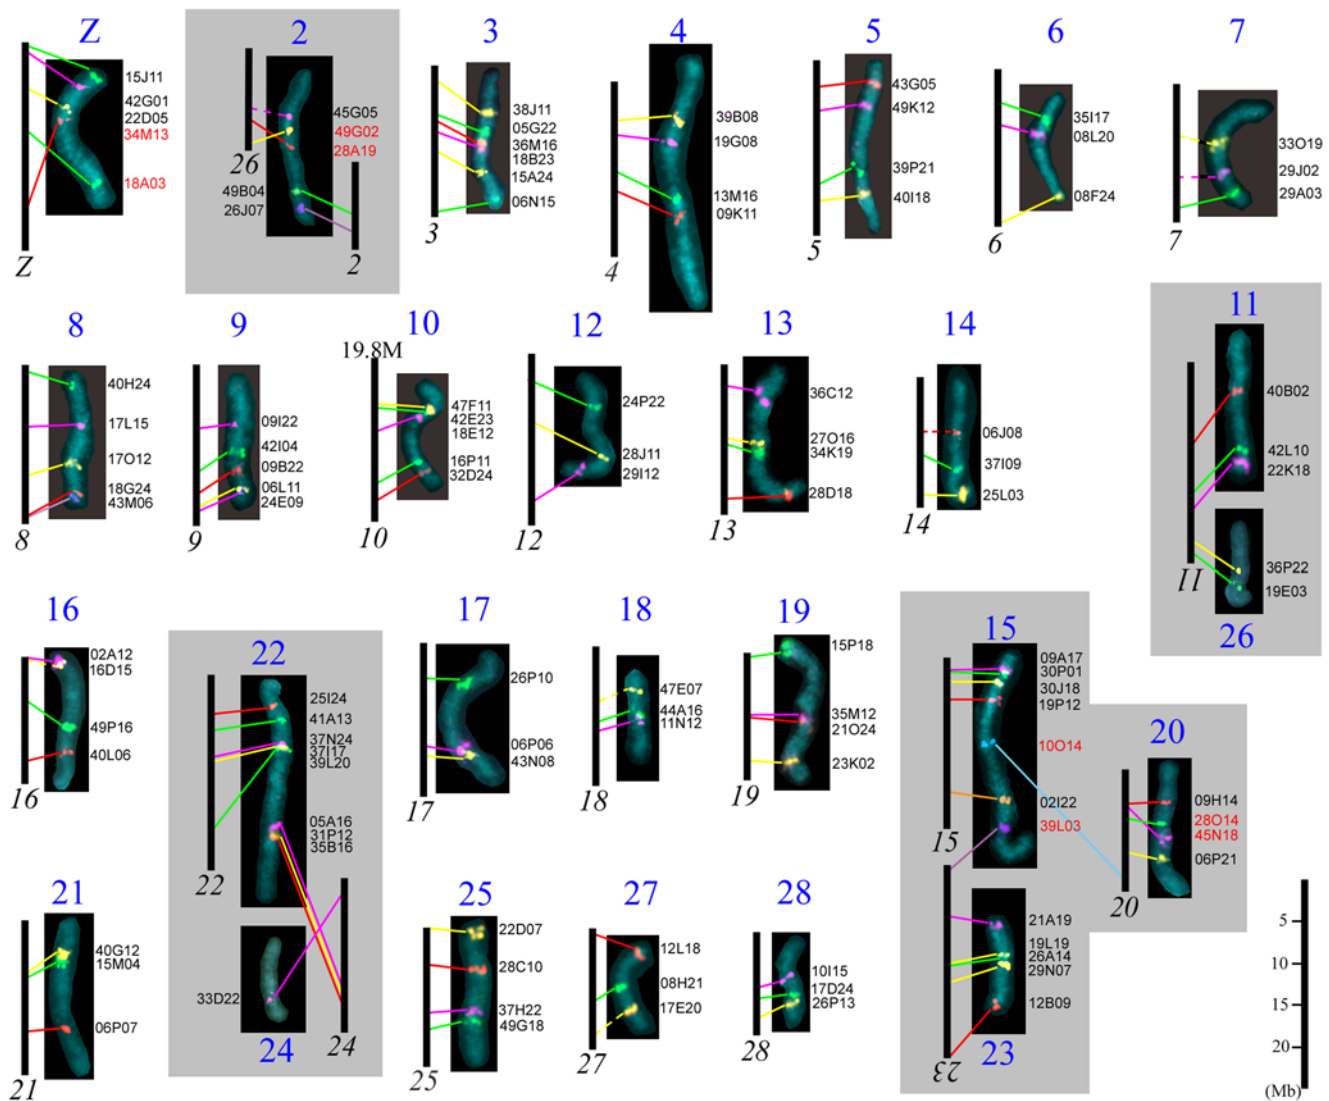 Z
15J11
42G01
22D05
34M13
18A03
Z
2
26
45G05
49G02
28A19
49B04
26J07
2
3
38J11
05G22
36M16
18B23
15A24
06N15
3
4
39B08
19G08
13M16
09K11
4
5
43G05
49K12
39P21
40I18
5
6
35I17
08L20
08F24
6
7
33O19
29J02
29A03
7
8
40H24
17L15
17O12
18G24
43M06
8
9
09I22
42I04
09B22
06L11
24E09
9
10
19.8M
47F11
42E23
18E12
16P11
32D24
10
12
24P22
28J11
29I12
12
13
36C12
27O16
34K19
28D18
13
14
06J08
37I09
25L03
14
11
40B02
42L10
22K18
11
36P22
19E03
26
16
02A12
16D15
49P16
40L06
16
22
25I24
41A13
37N24
37I17
39L20
05A16
31P12
35B16
22
33D22
24
24
17
26P10
06P06
43N08
17
18
47E07
44A16
11N12
18
19
15P18
35M12
21O24
23K02
19
15
09A17
30P01
30J18
19P12
10O14
02I22
39L03
15
20
09H14
28O14
45N18
06P21
20
21A19
19L19
26A14
29N07
12B09
23
23
21
40G12
15M04
06P07
21
25
22D07
28C10
37H22
49G18
25
27
12L18
08H21
17E20
27
28
10I15
17D24
26P13
28
5
10
15
20
(Mb)